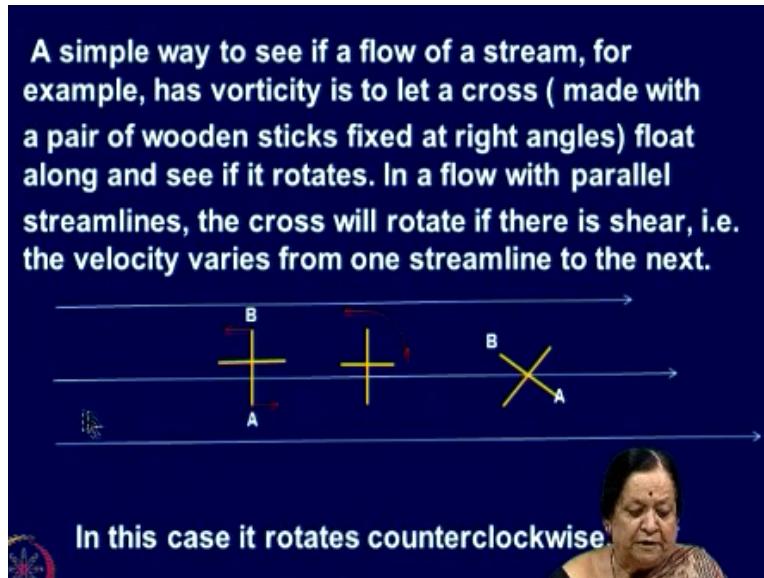 A simple way to see if a flow of a stream, for
example, has vorticity is to let a cross ( made with
a pair of wooden sticks fixed at right angles) float
along and see if it rotates. In a flow with parallel
streamlines, the cross will rotate if there is shear, i.e.
the velocity varies from one streamline to the next.
B
B
A
A
In this case it rotates counterclockwise